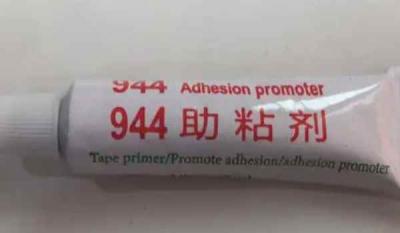 944 Adhesion promoter
944 助粘剂
Tape primer/Promote adhesion/adhesion promoter